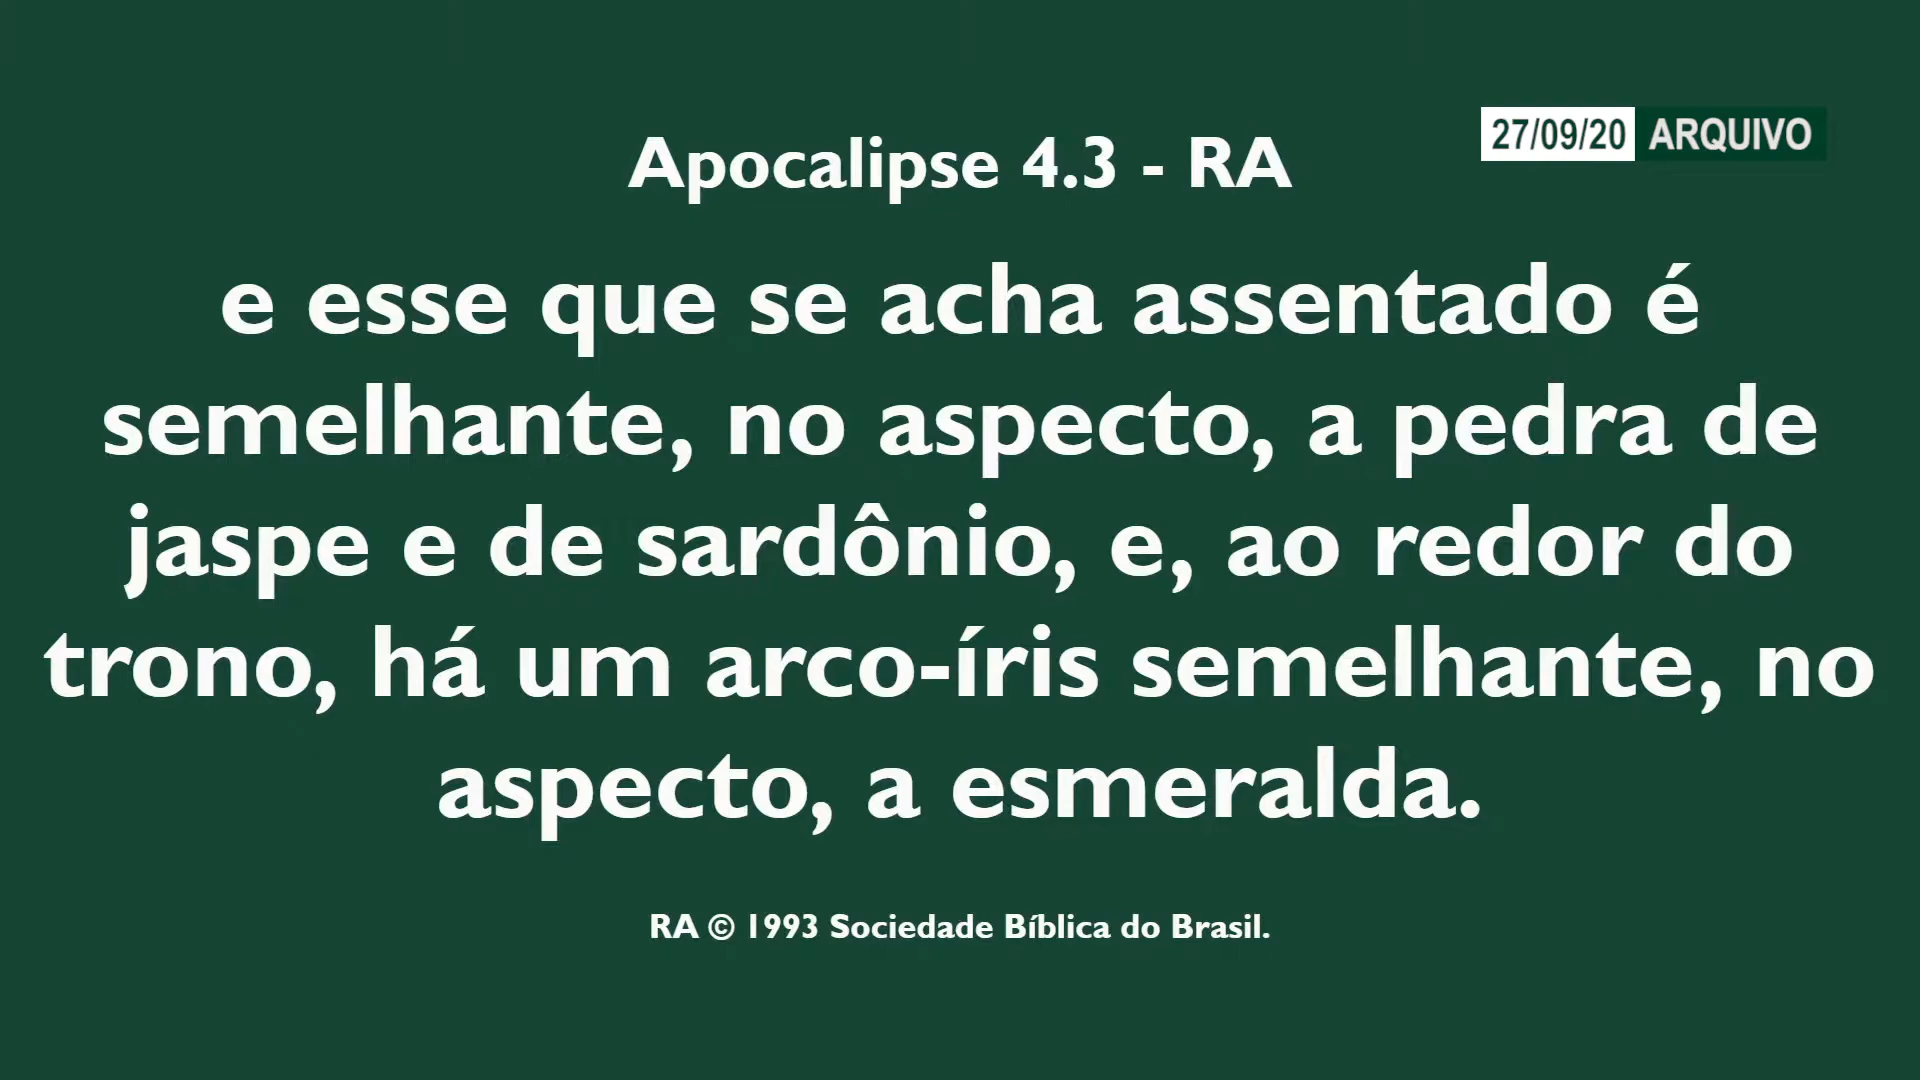 27/09/20 ARQUIVO
Apocalipse 4.3 - RA
e esse que se acha assentado é
semelhante, no aspecto, a pedra de
jaspe e de sardônio, e, ao redor do
trono, há um arco-íris semelhante, no
aspecto, a esmeralda.
RA © 1993 Sociedade Bíblica do Brasil.